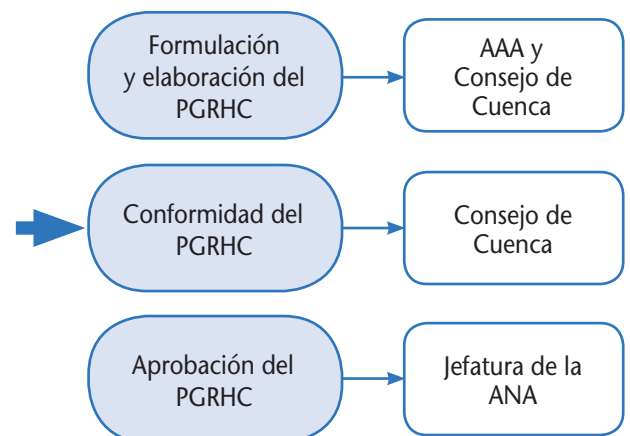 Formulación
y elaboración del
PGRHC
AAA y
Consejo de
Cuenca
Conformidad del
PGRHC
Consejo de
Cuenca
Aprobación del
PGRHC
Jefatura de la
ANA